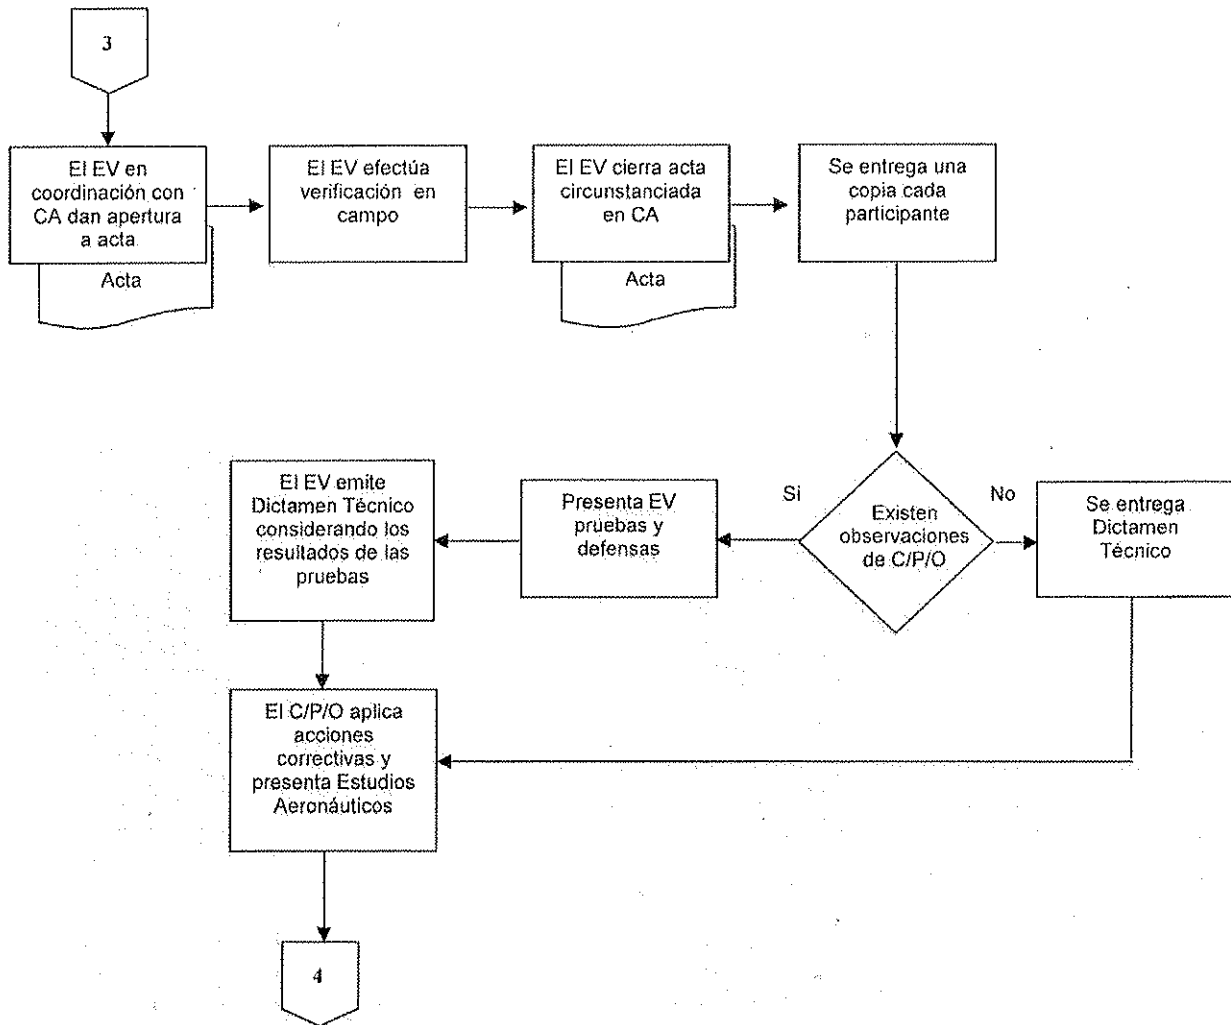 3
El EV en
coordinación con
CA dan apertura
a acta
Acta
El EV efectúa
verificación en
campo
El EV cierra acta
circunstanciada
en CA
Acta
Se entrega una
copia cada
participante
Existen
observaciones
de C/P/O
Si
No
Presenta EV
pruebas y
defensas
El EV emite
Dictamen Técnico
considerando los
resultados de las
pruebas
Se entrega
Dictamen
Técnico
El C/P/O aplica
acciones
correctivas y
presenta Estudios
Aeronáuticos
4